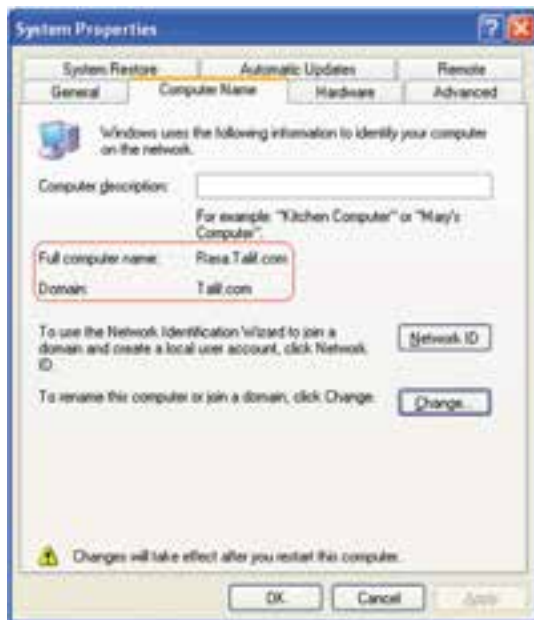 System Properties
System Restore Automatic Updates Remote
General Computer Name Hardware Advanced
Windows uses the following information to identify your computer
on the network.
Computer description:
For example: "Kitchen Computer" or "Mary's
Computer".
Full computer name: .Talif.com
Domain: Talif.com
To use the Network Identification Wizard to join a
domain and create a local user account, click Network
ID.
Network ID
To rename this computer or join a domain, click Change.
Change...
Changes will take effect after you restart this computer.
OK Cancel Apply